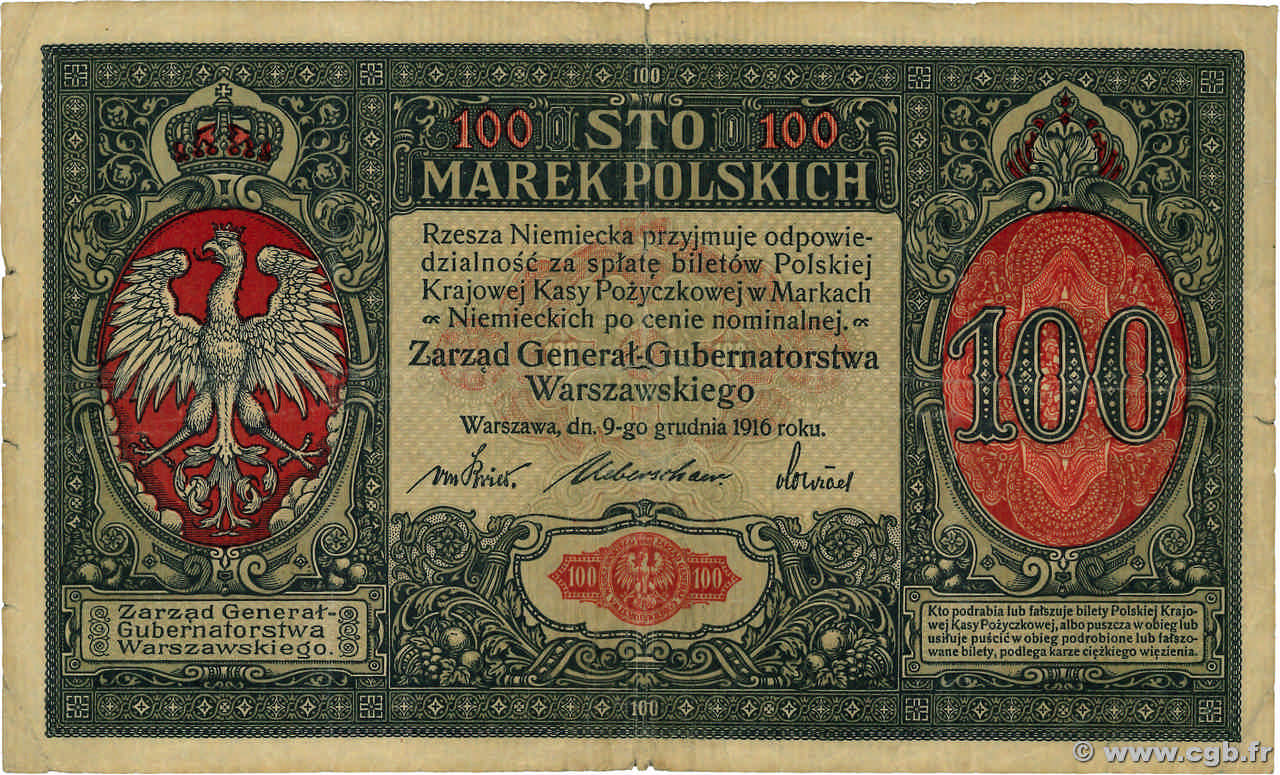 100
100 STO 100
MAREK POLSKICH
Rzesza Niemiecka przyjmuje odpowie-
dzialność za spłatę biletów Polskiej
Krajowej Kasy Pożyczkowej w Markach
Niemieckich po cenie nominalnej.
Zarząd Generał-Gubernatorstwa
Warszawskiego
Warszawa, dn. 9-go grudnia 1916 roku.
100
100 100
Zarząd Generał-
Gubernatorstwa
Warszawskiego.
Kto podrabia lub fałszuje bilety Polskiej Krajo-
wej Kasy Pożyczkowej, albo puszcza w obieg lub
usiłuje puścić w obieg podrobione lub fałszo-
wane bilety, podlega karze ciężkiego więzienia.
100
© www.cgb.fr